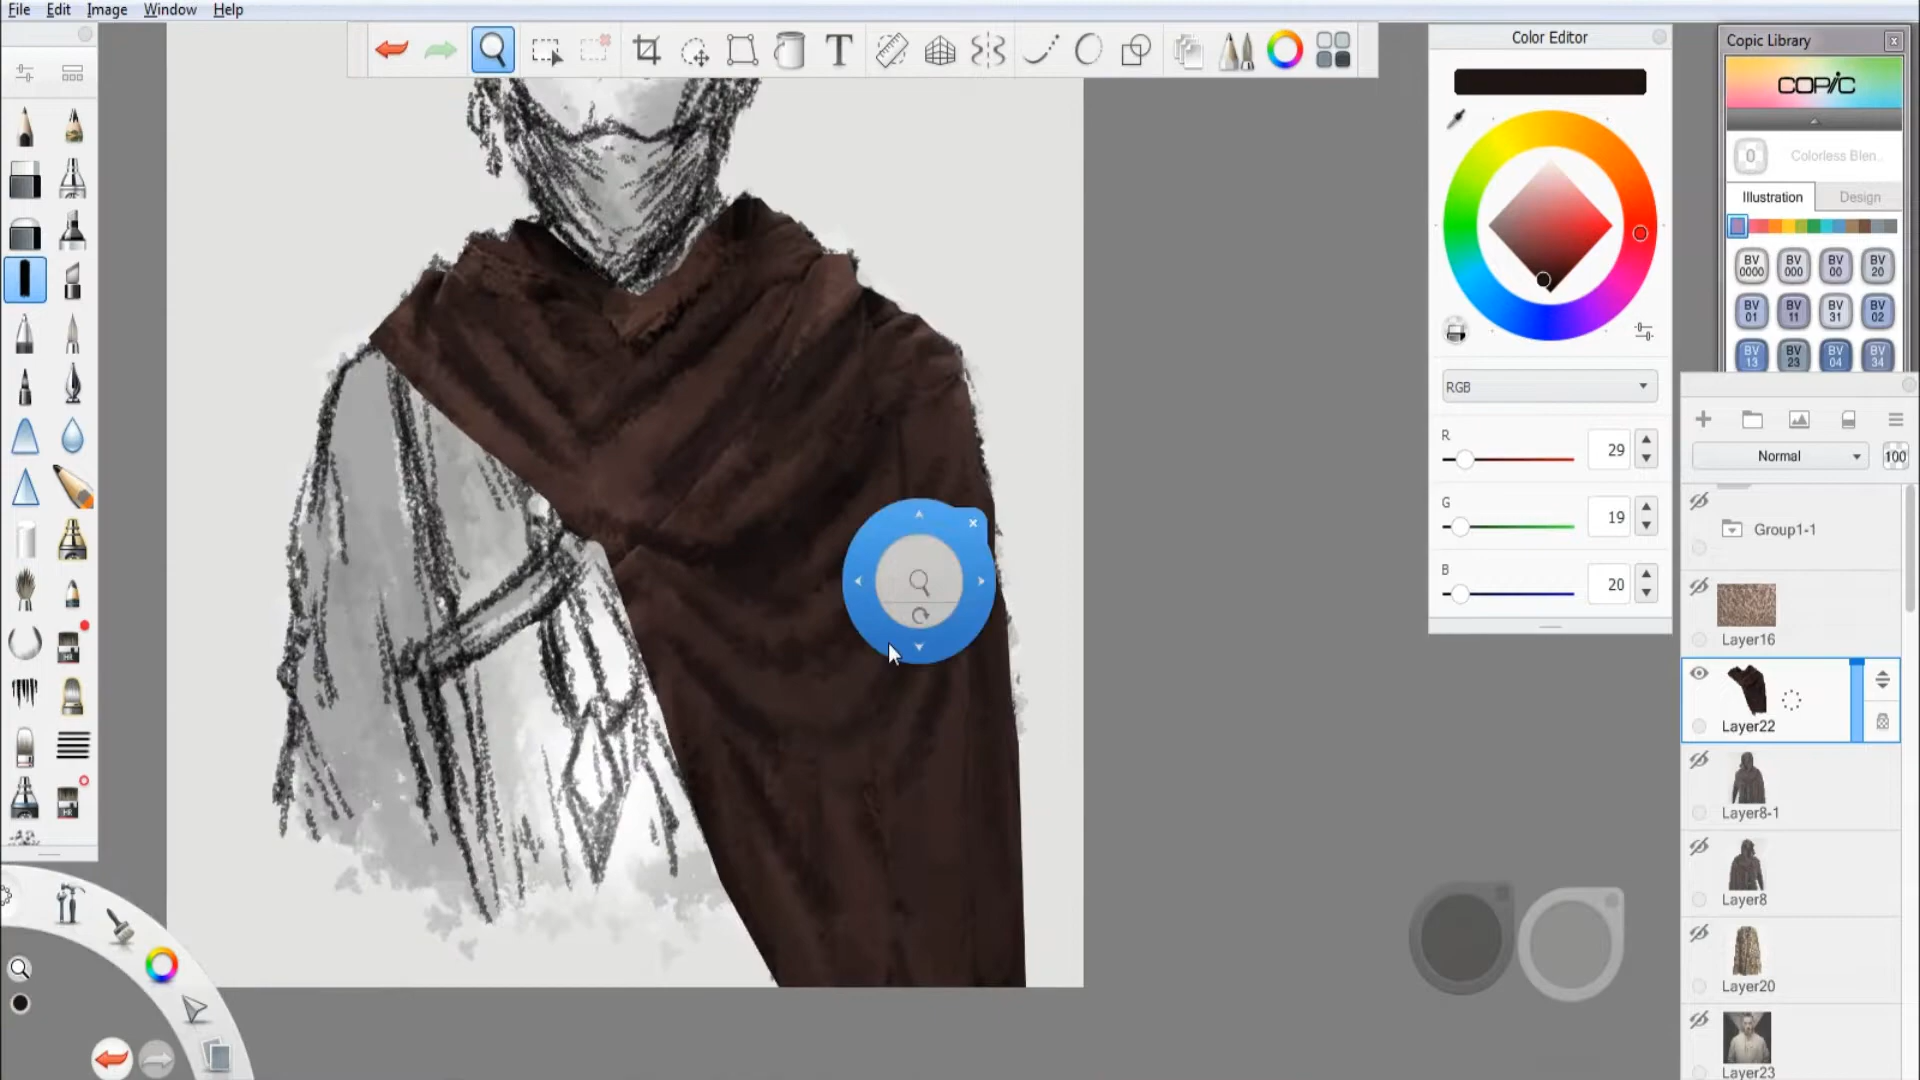 File Edit Image Window Help
T
Color Editor
RGB
R 29
G 19
B 20
Copic Library
COPIC
0 Colorless Blen..
Illustration Design
BV 0000 BV 000 BV 00 BV 20
BV 01 BV 11 BV 31 BV 02
BV 13 BV 23 BV 04 BV 34
Normal 100
Group1-1
Layer16
Layer22
Layer8-1
Layer8
Layer20
Layer23
HR
HR